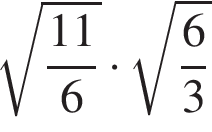 √(11/6) · √(6/3)